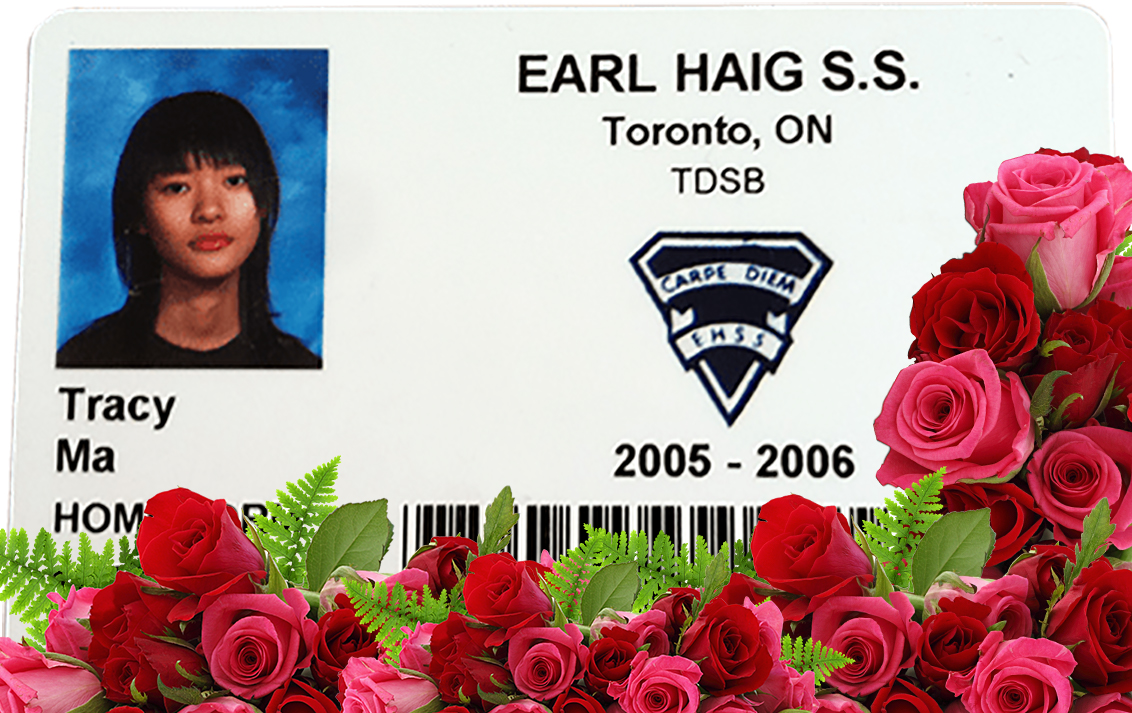 EARL HAIG S.S.
Toronto, ON
TDSB
CARPE DIEM
EHSS
2005 - 2006
Tracy
Ma